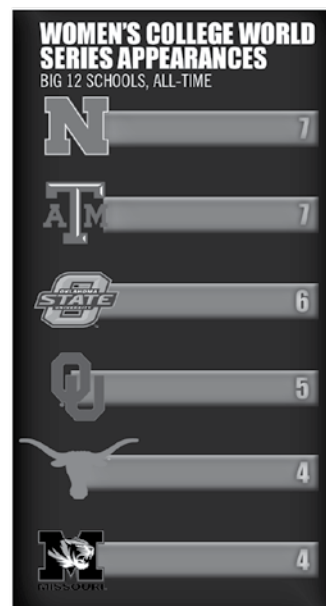 WOMEN'S COLLEGE WORLD
SERIES APPEARANCES
BIG 12 SCHOOLS, ALL-TIME
N 7
ATM 7
OKLAHOMA
STATE 6
UNIVERSITY
OU 5
4
M 4
MISSOURI